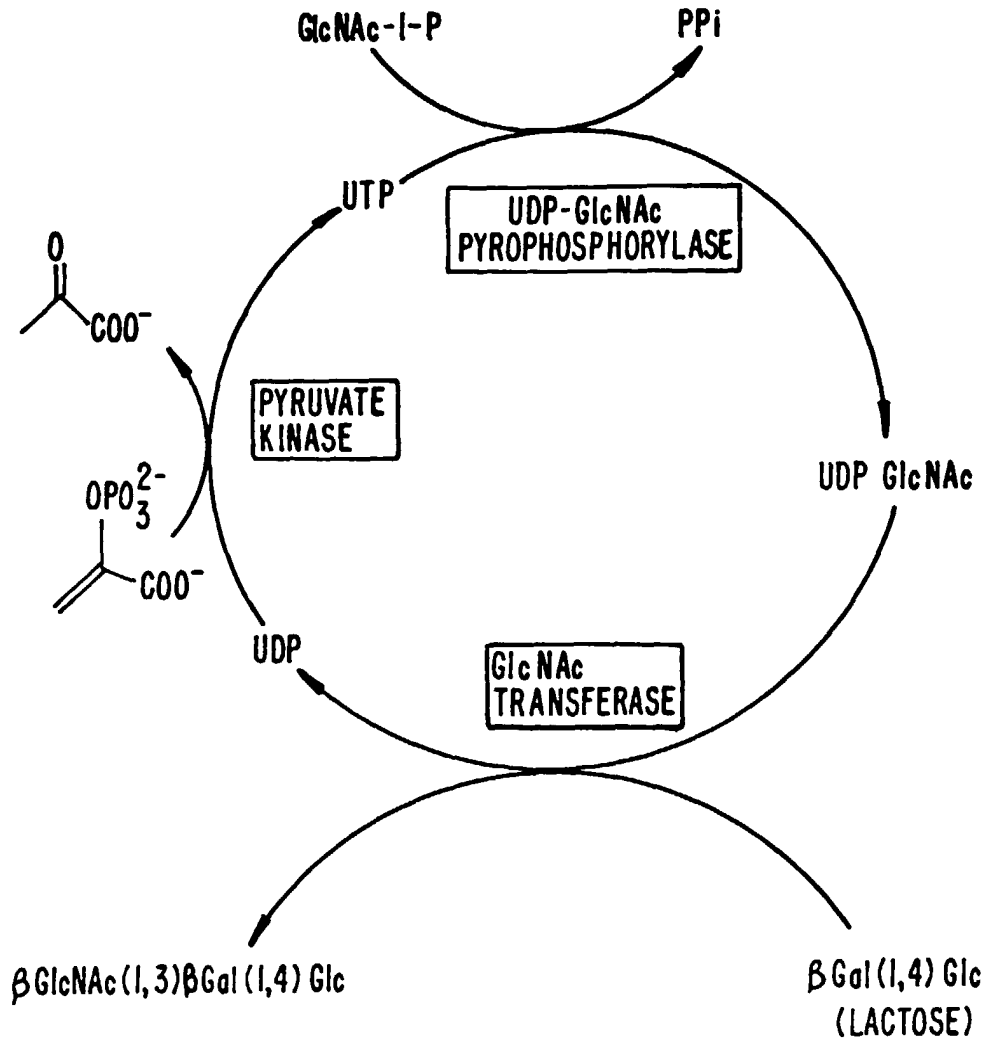 GlcNAc-1-P
PPi
UTP
UDP-GlcNAc
PYROPHOSPHORYLASE
O
COO⁻
PYRUVATE
KINASE
UDP GlcNAc
OPO₃²⁻
COO⁻
UDP
GlcNAc
TRANSFERASE
βGlcNAc(1,3)βGal(1,4) Glc
βGal(1,4) Glc
(LACTOSE)